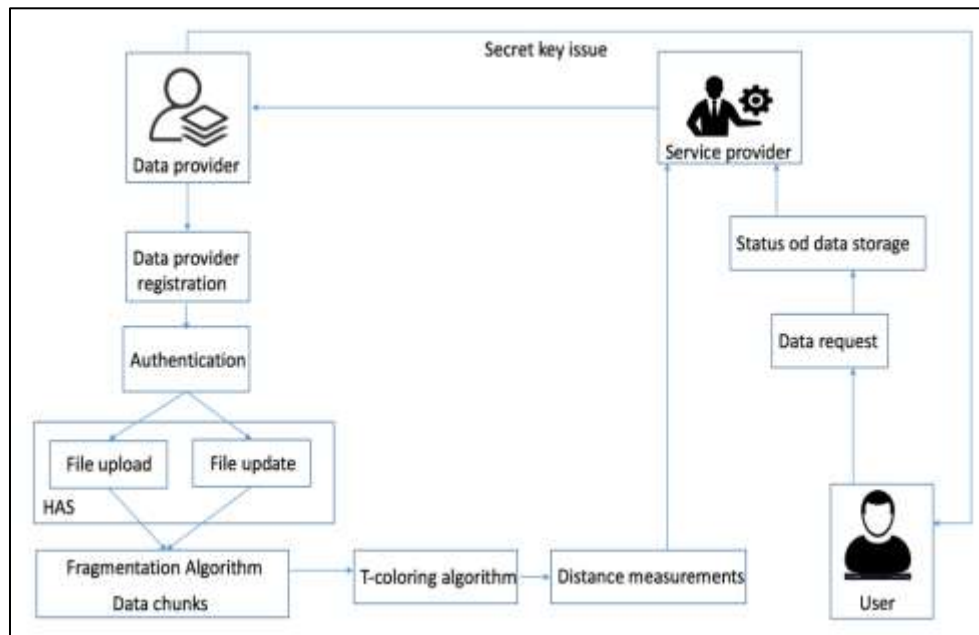 Secret key issue
Data provider
Service provider
Data provider
registration
Status od data storage
Authentication
Data request
File upload
File update
HAS
Fragmentation Algorithm
Data chunks
T-coloring algorithm
Distance measurements
User